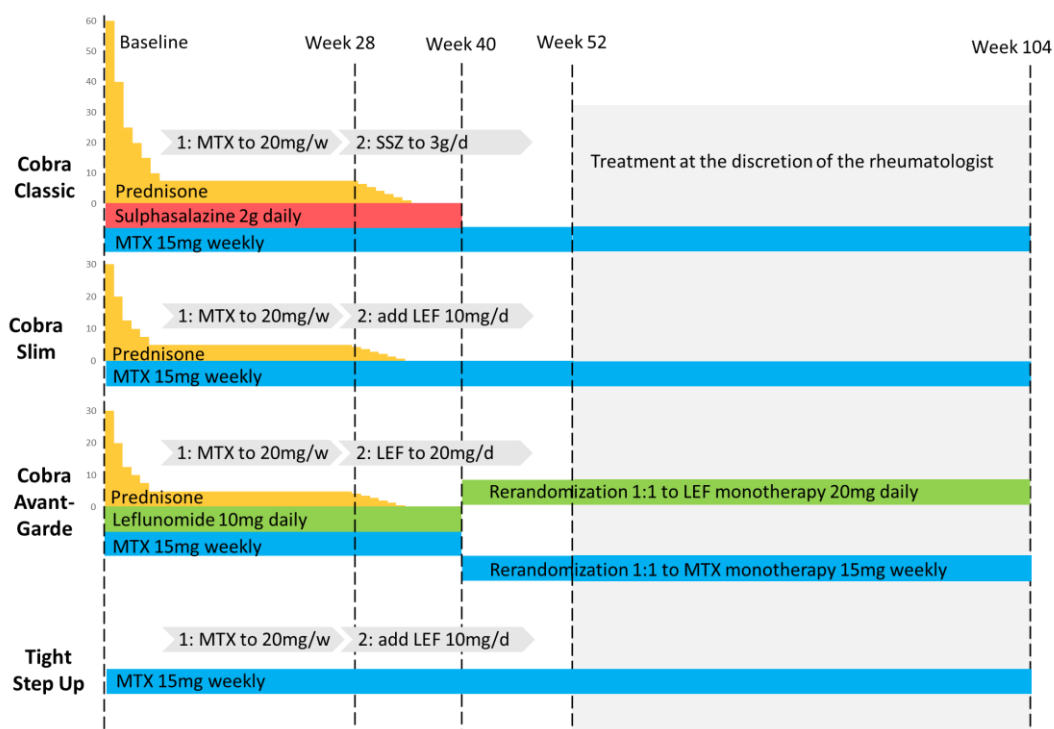 Baseline
Week 28
Week 40
Week 52
Week 104
60
50
40
30
20
10
0
Cobra
Classic
1: MTX to 20mg/w
2: SSZ to 3g/d
Treatment at the discretion of the rheumatologist
Prednisone
Sulphasalazine 2g daily
MTX 15mg weekly
30
20
10
0
Cobra
Slim
1: MTX to 20mg/w
2: add LEF 10mg/d
Prednisone
MTX 15mg weekly
30
20
10
0
Cobra
Avant-
Garde
1: MTX to 20mg/w
2: LEF to 20mg/d
Prednisone
Leflunomide 10mg daily
MTX 15mg weekly
Rerandomization 1:1 to LEF monotherapy 20mg daily
Rerandomization 1:1 to MTX monotherapy 15mg weekly
Tight
Step Up
1: MTX to 20mg/w
2: add LEF 10mg/d
MTX 15mg weekly